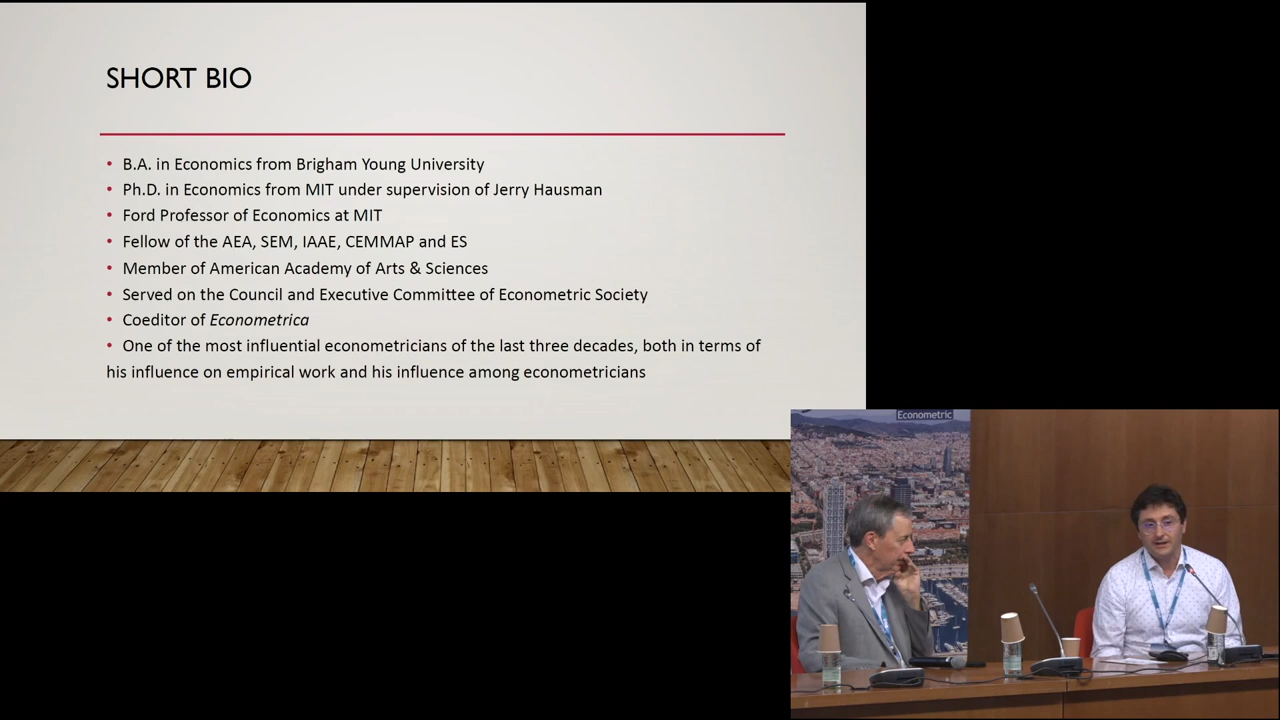 SHORT BIO
• B.A. in Economics from Brigham Young University
• Ph.D. in Economics from MIT under supervision of Jerry Hausman
• Ford Professor of Economics at MIT
• Fellow of the AEA, SEM, IAAE, CEMMAP and ES
• Member of American Academy of Arts & Sciences
• Served on the Council and Executive Committee of Econometric Society
• Coeditor of Econometrica
• One of the most influential econometricians of the last three decades, both in terms of
his influence on empirical work and his influence among econometricians
Econometric